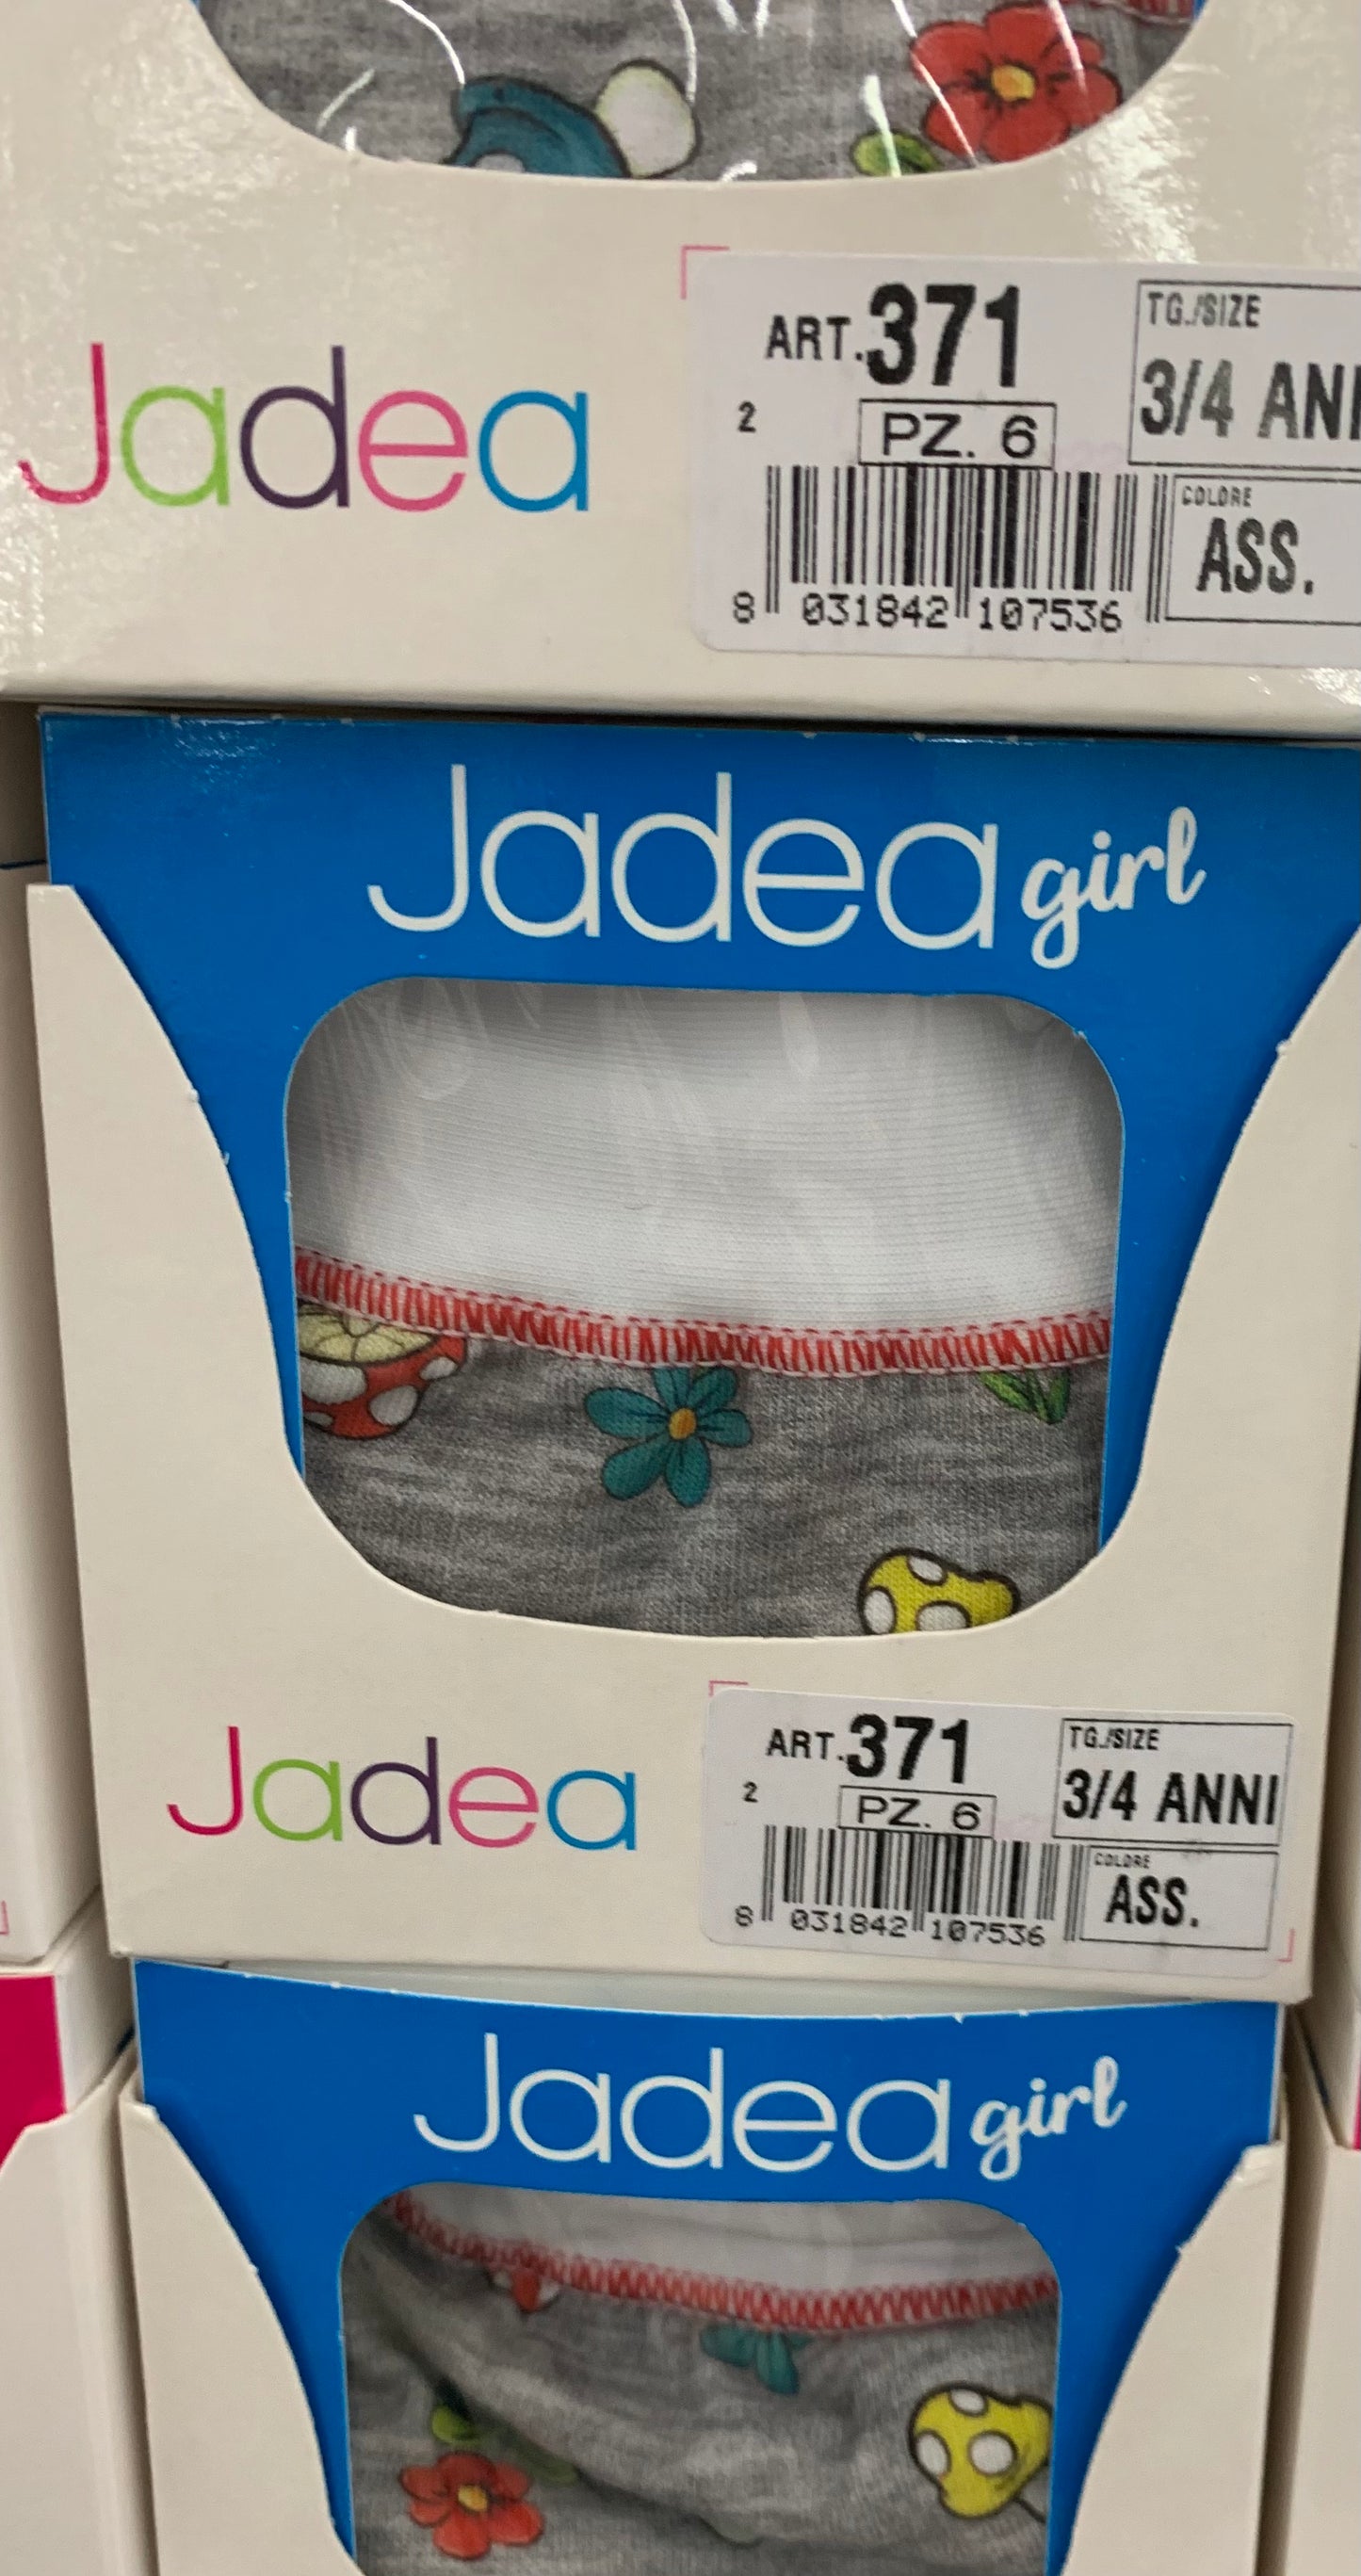 Jadea
ART.371
TG./SIZE
3/4 ANI
2
PZ. 6
COLORE
ASS.
8 031842 107536
Jadea girl
Jadea
ART.371
TG./SIZE
3/4 ANNI
2
PZ. 6
COLORE
ASS.
8 031842 107536
Jadea girl